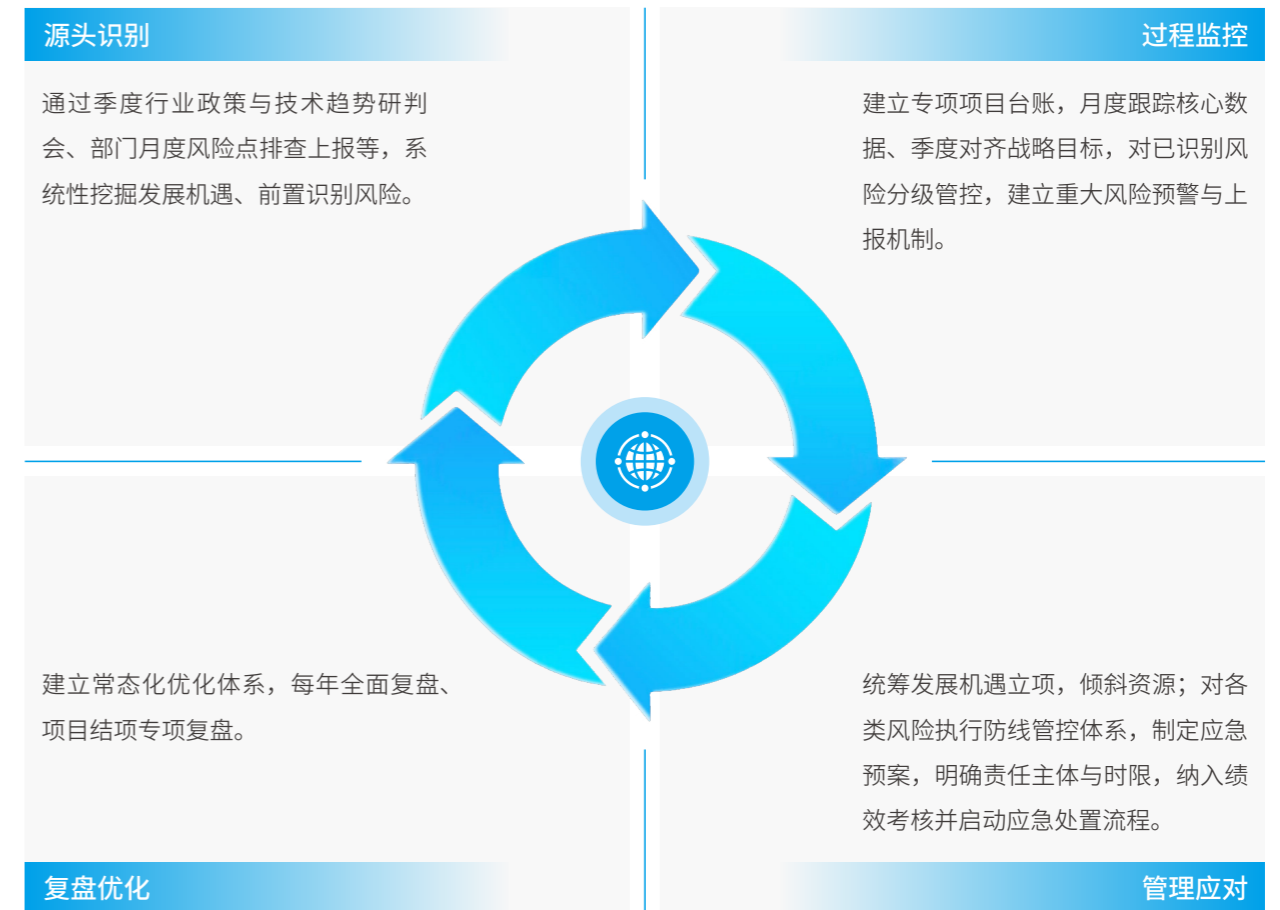 源头识别
通过季度行业政策与技术趋势研判
会、部门月度风险点排查上报等，系
统性挖掘发展机遇、前置识别风险。
过程监控
建立专项项目台账，月度跟踪核心数
据、季度对齐战略目标，对已识别风
险分级管控，建立重大风险预警与上
报机制。
建立常态化优化体系，每年全面复盘、
项目结项专项复盘。
复盘优化
统筹发展机遇立项，倾斜资源；对各
类风险执行防线管控体系，制定应急
预案，明确责任主体与时限，纳入绩
效考核并启动应急处置流程。
管理应对